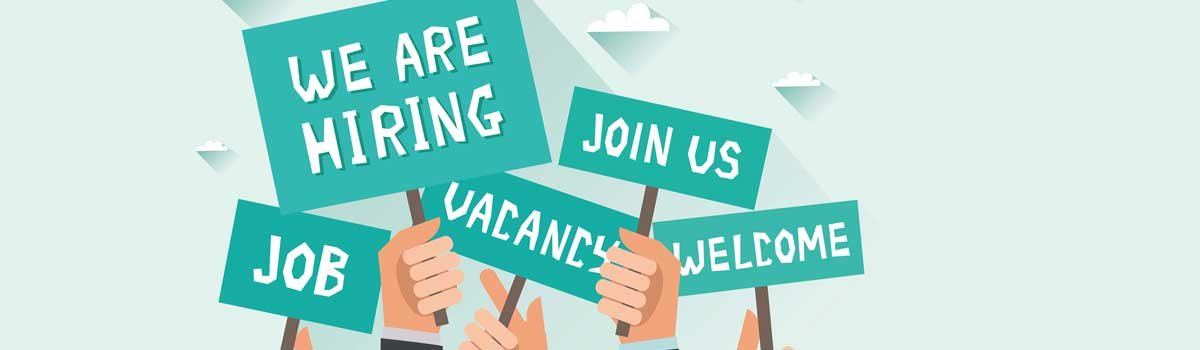 WE ARE
HIRING
JOIN US
VACANCY
WELCOME
JOB